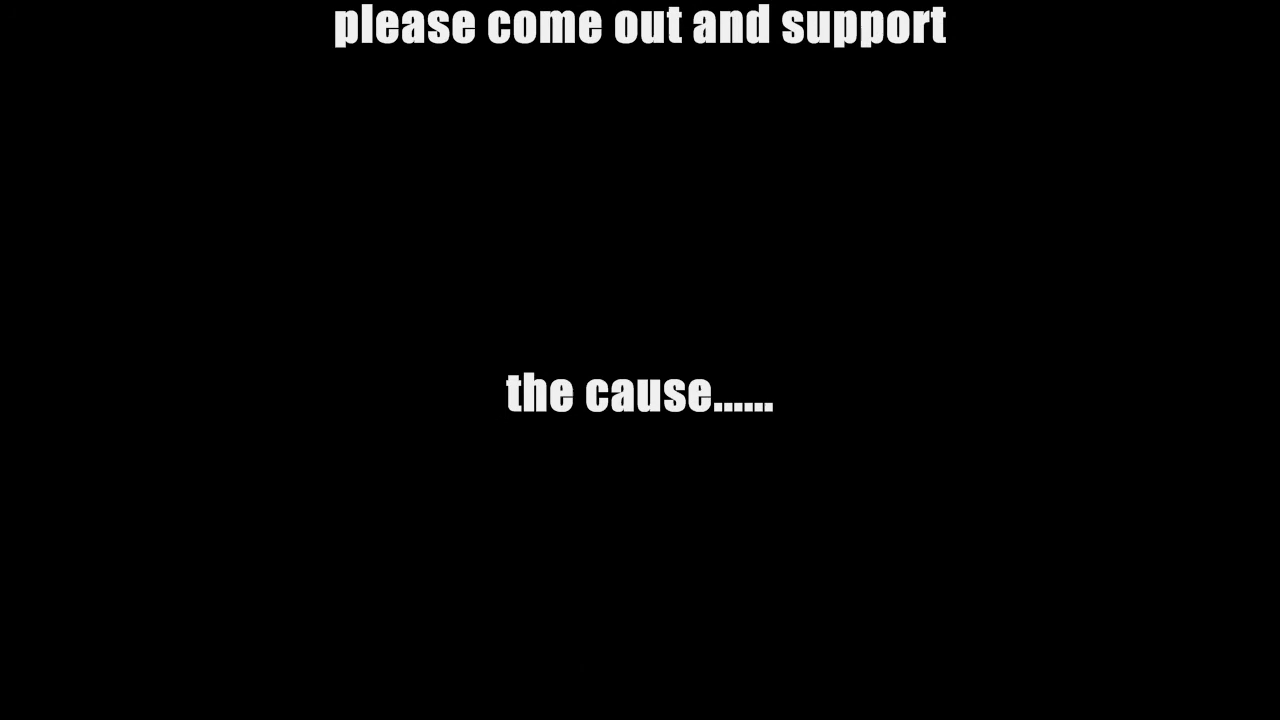 please come out and support
the cause......